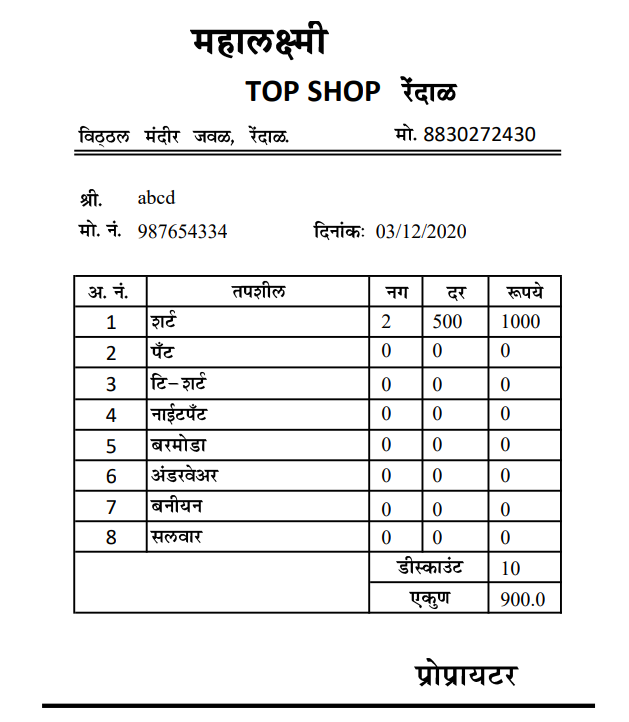 महालक्ष्मी
TOP SHOP रेंदाळ
विठ्ठल मंदीर जवळ, रेंदाळ. मो. 8830272430
श्री. abcd
मो. नं. 987654334 दिनांक: 03/12/2020
अ. नं. तपशील नग दर रूपये
1 शर्ट 2 500 1000
2 पँट 0 0 0
3 टि-शर्ट 0 0 0
4 नाईटपँट 0 0 0
5 बरमोडा 0 0 0
6 अंडरवेअर 0 0 0
7 बनीयन 0 0 0
8 सलवार 0 0 0
डीस्काउंट 10
एकुण 900.0
प्रोप्रायटर